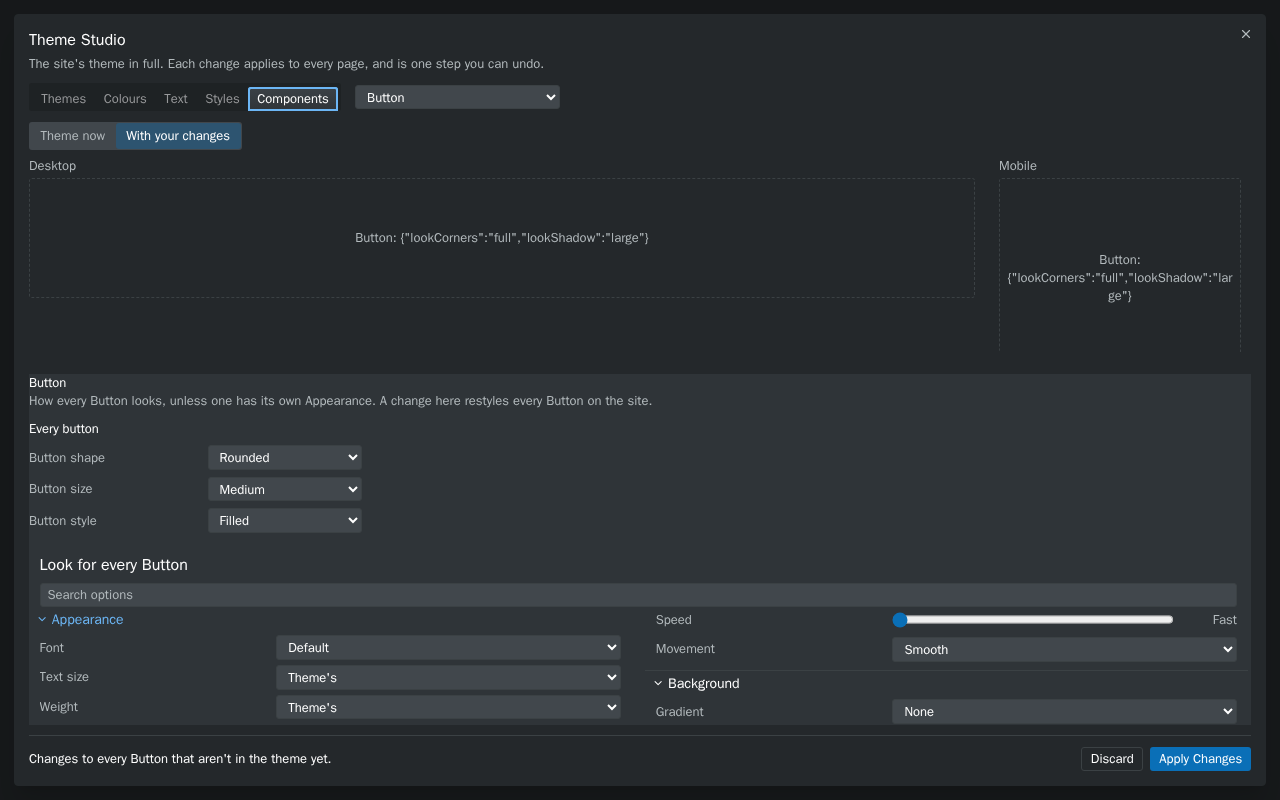 Theme Studio
The site's theme in full. Each change applies to every page, and is one step you can undo.
Themes Colours Text Styles Components Button
Theme now With your changes
Desktop
Mobile
Button: {"lookCorners":"full","lookShadow":"large"}
Button:
{"lookCorners":"full","lookShadow":"lar
ge"}
Button
How every Button looks, unless one has its own Appearance. A change here restyles every Button on the site.
Every button
Button shape Rounded
Button size Medium
Button style Filled
Look for every Button
Search options
Appearance
Font Default
Text size Theme's
Weight Theme's
Speed Fast
Movement Smooth
Background
Gradient None
Changes to every Button that aren't in the theme yet.
Discard Apply Changes